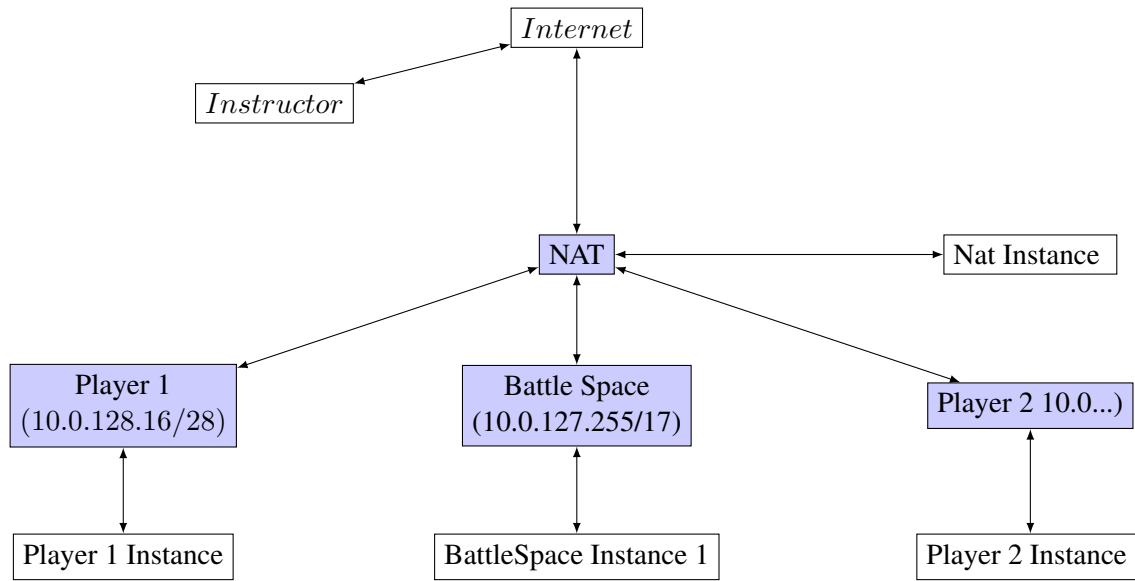 Internet
Instructor
NAT
Nat Instance
Player 1
(10.0.128.16/28)
Battle Space
(10.0.127.255/17)
Player 2 10.0...)
Player 1 Instance
BattleSpace Instance 1
Player 2 Instance